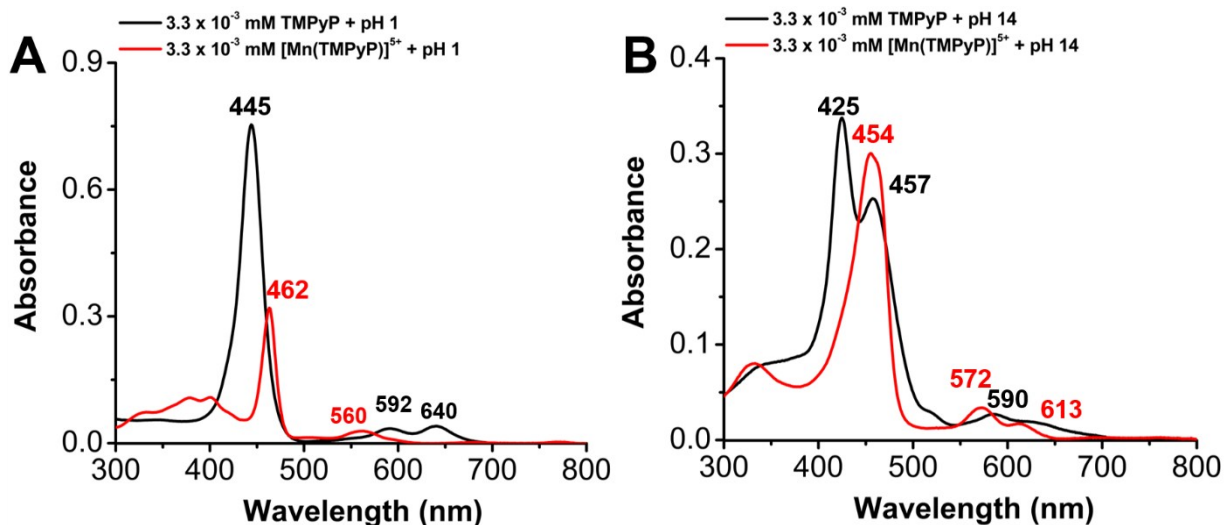 A
3.3 x 10⁻³ mM TMPyP + pH 1
3.3 x 10⁻³ mM [Mn(TMPyP)]⁵⁺ + pH 1
0.9
0.6
0.3
0.0
Absorbance
445
462
560
592
640
300 400 500 600 700 800
Wavelength (nm)
B
3.3 x 10⁻³ mM TMPyP + pH 14
3.3 x 10⁻³ mM [Mn(TMPyP)]⁵⁺ + pH 14
0.4
0.3
0.2
0.1
0.0
Absorbance
425
454
457
572
590
613
300 400 500 600 700 800
Wavelength (nm)